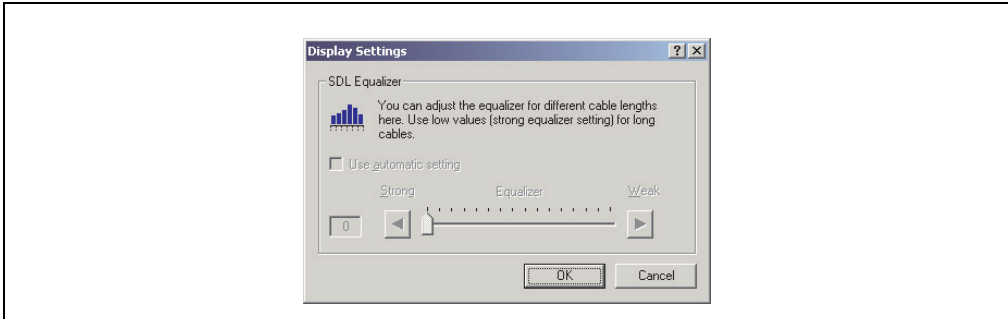 Display Settings
SDL Equalizer
You can adjust the equalizer for different cable lengths
here. Use low values (strong equalizer setting) for long
cables.
Use automatic setting
Strong Equalizer Weak
0
OK Cancel